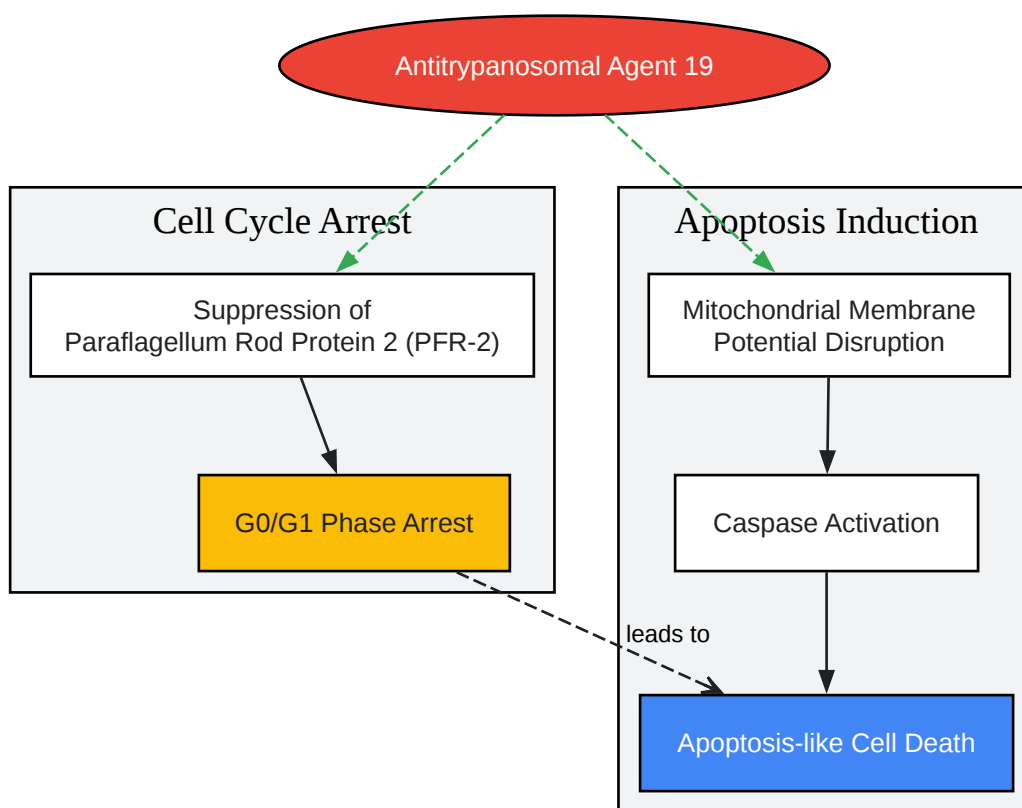 Antitrypanosomal Agent 19
Cell Cycle Arrest
Suppression of
Paraflagellum Rod Protein 2 (PFR-2)
G0/G1 Phase Arrest
Apoptosis Induction
Mitochondrial Membrane
Potential Disruption
Caspase Activation
leads to
Apoptosis-like Cell Death